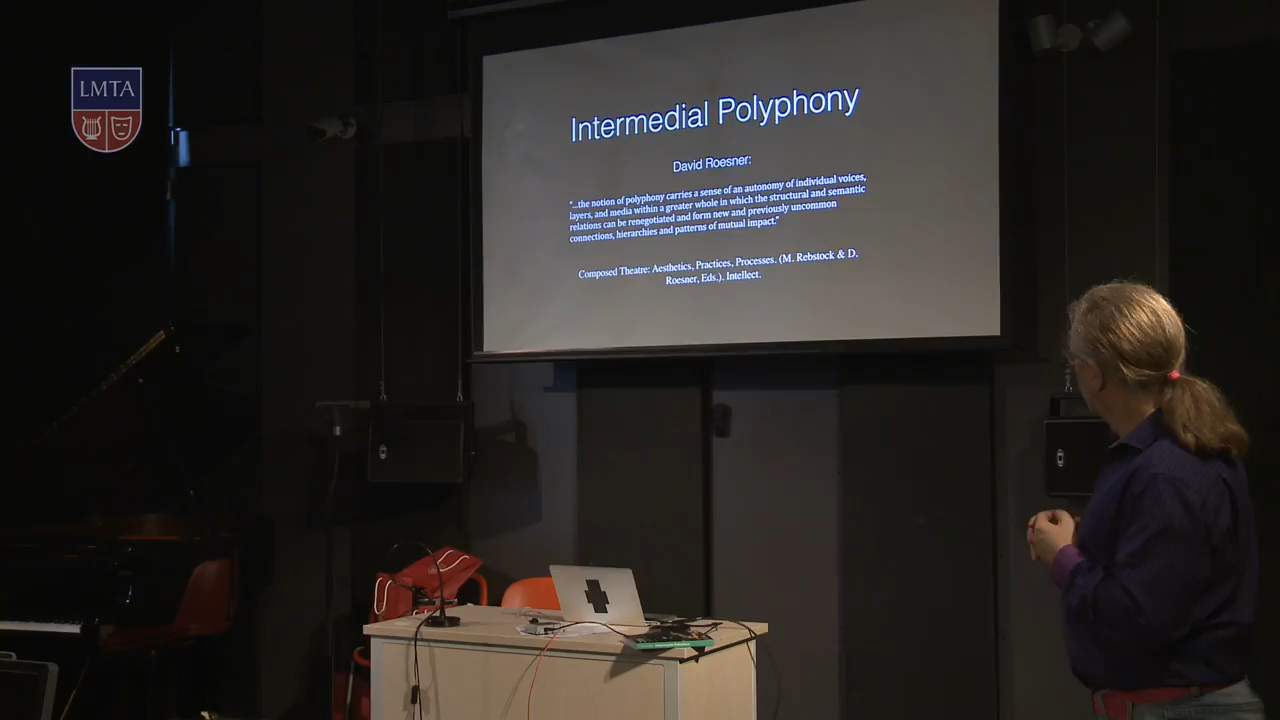 LMTA
Intermedial Polyphony
David Roesner:
"...the notion of polyphony carries a sense of an autonomy of individual voices,
layers, and media within a greater whole in which the structural and semantic
relations can be renegotiated and form new and previously uncommon
connections, hierarchies and patterns of mutual impact."
Composed Theatre: Aesthetics, Practices, Processes. (M. Rebstock & D.
Roesner, Eds.). Intellect.